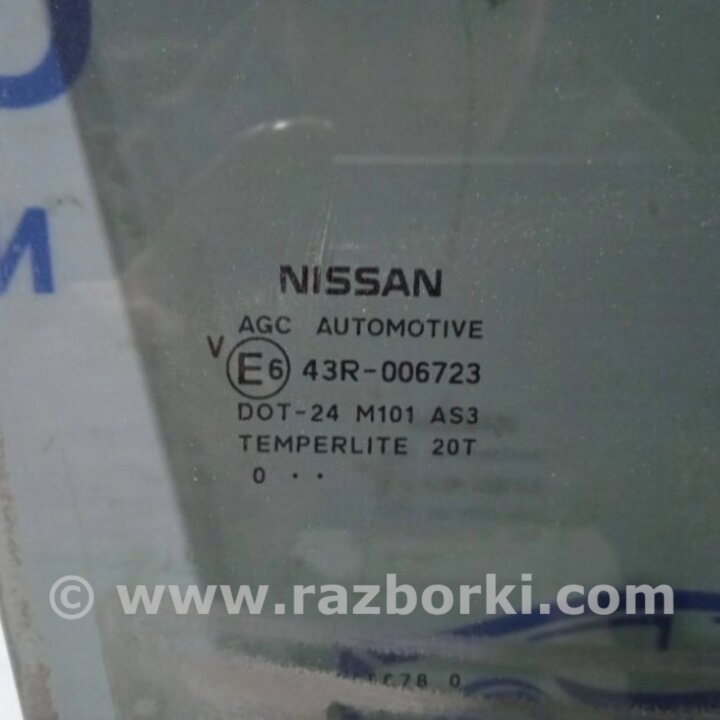 NISSAN
AGC AUTOMOTIVE
V E6 43R-006723
DOT-24 M101 AS3
TEMPERLITE 20T
0 . .
© www.razborki.com